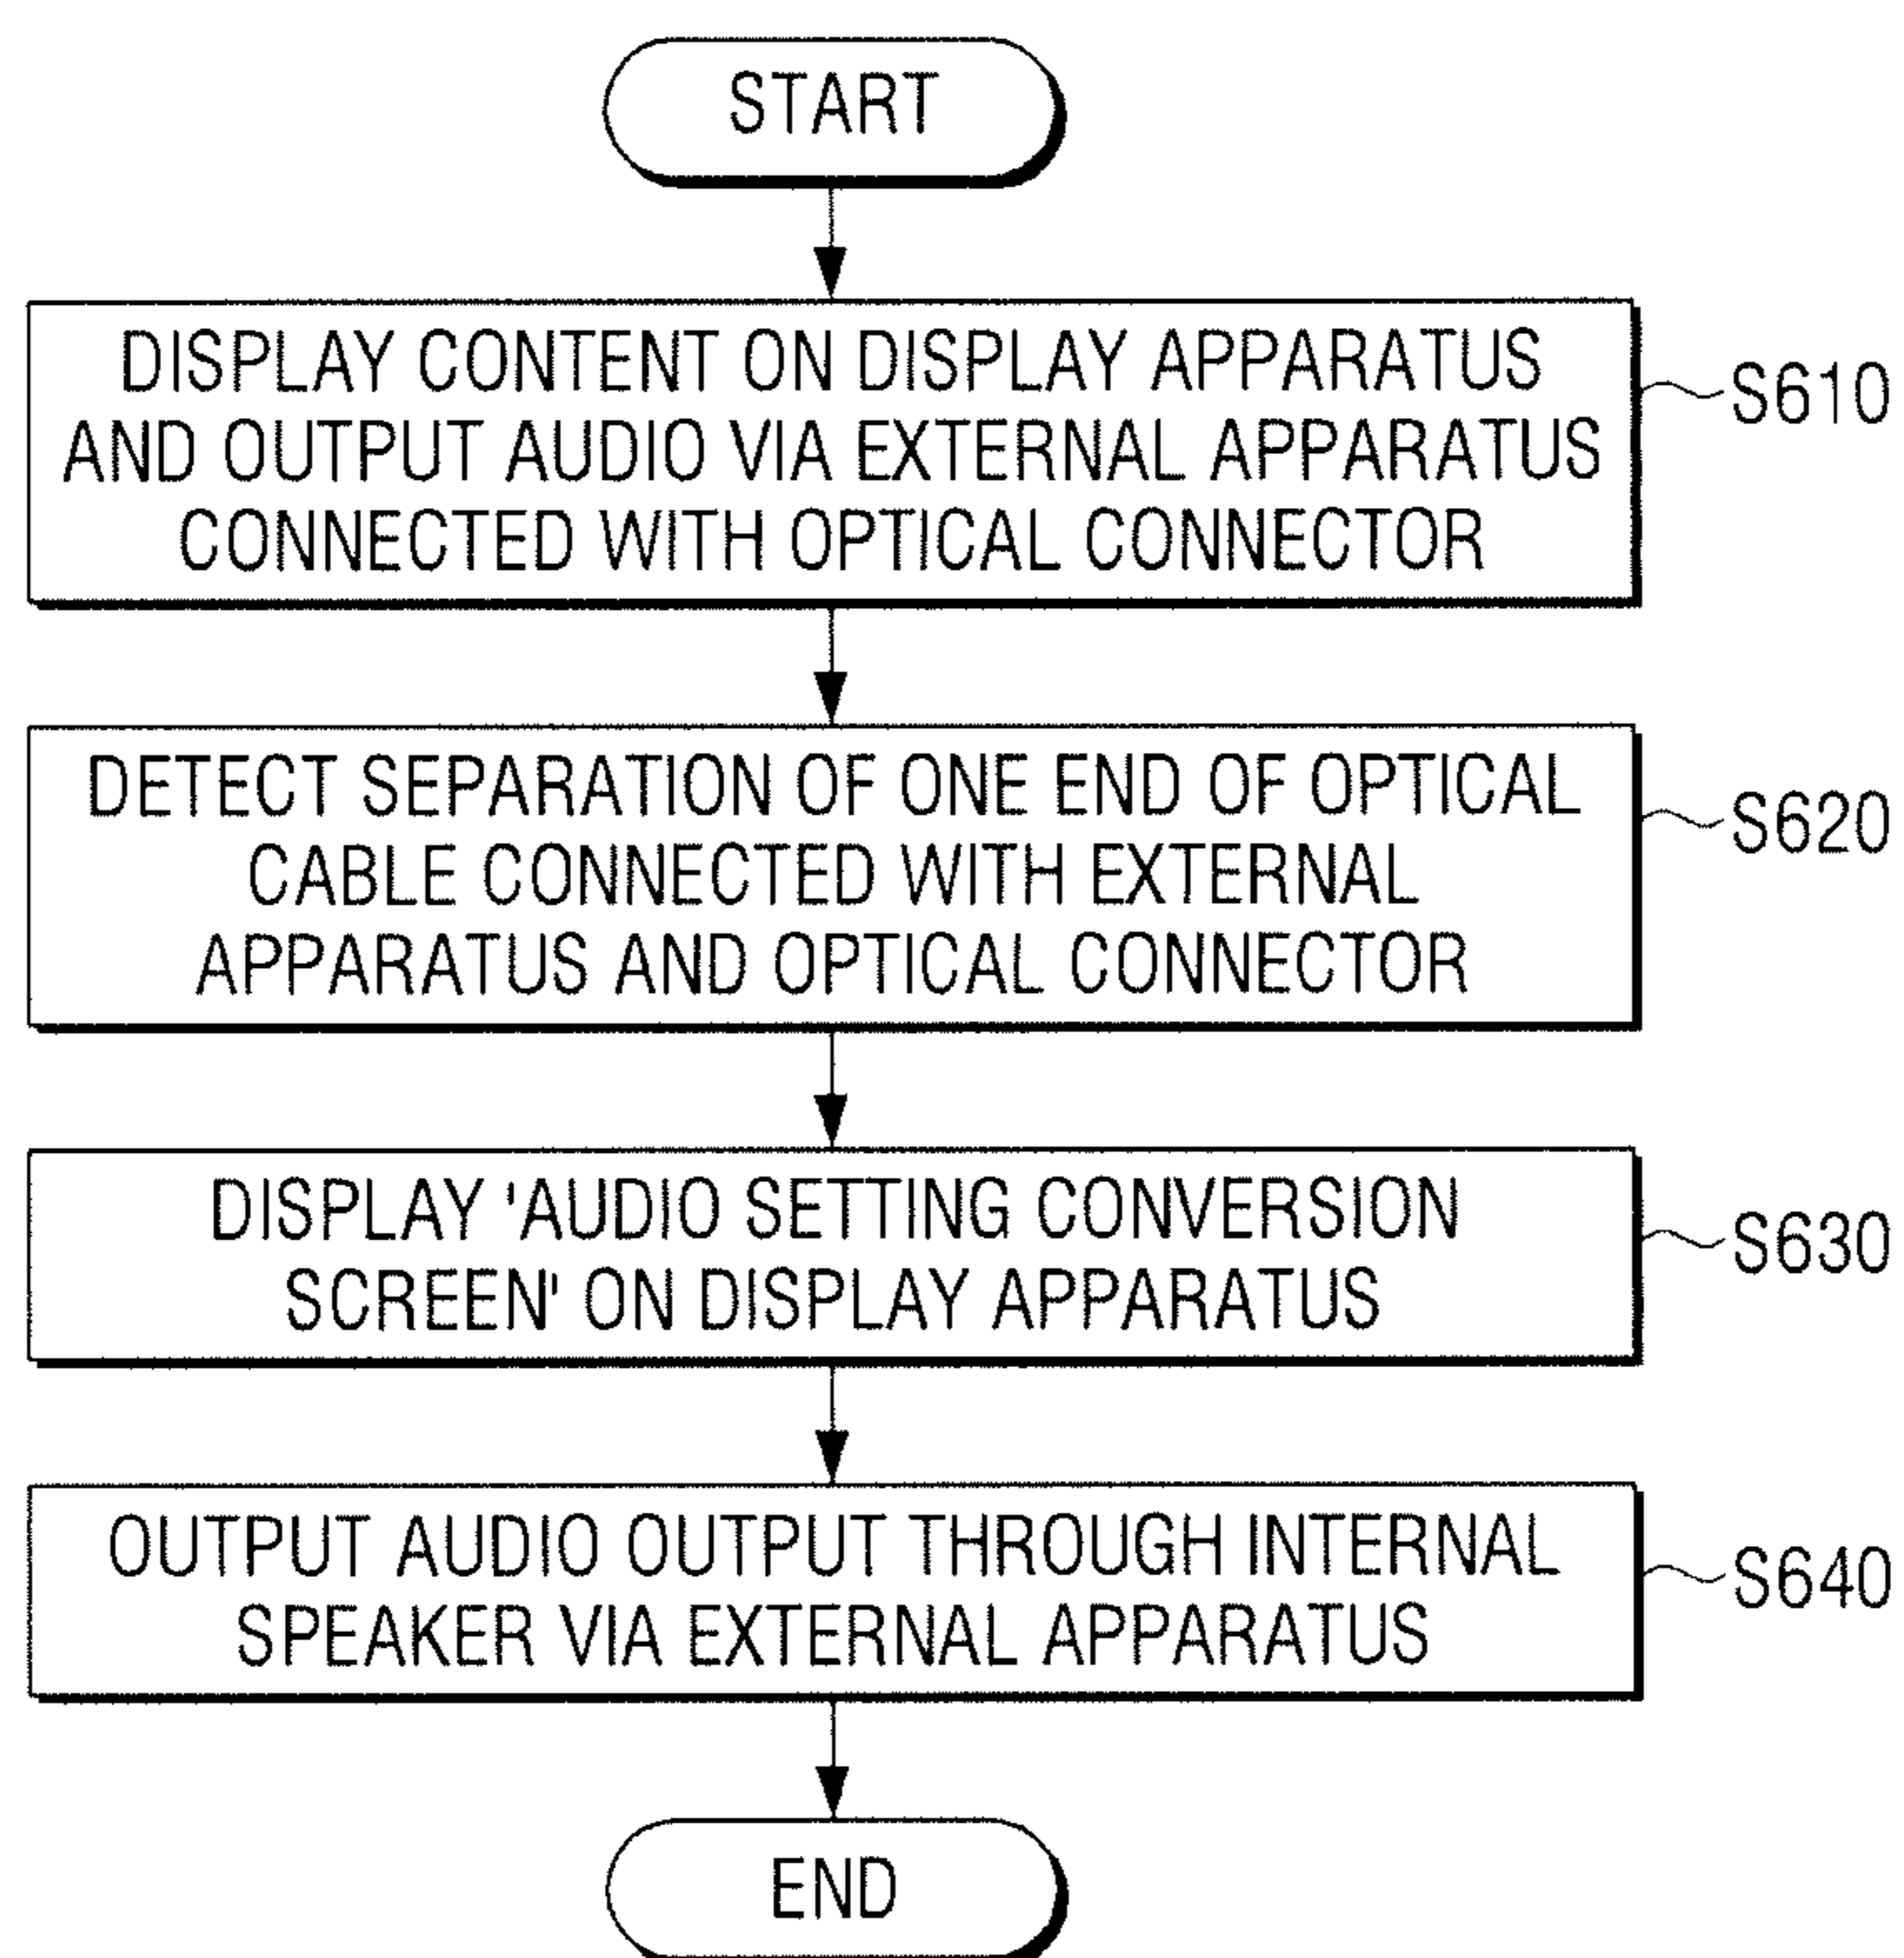 START
DISPLAY CONTENT ON DISPLAY APPARATUS
AND OUTPUT AUDIO VIA EXTERNAL APPARATUS
CONNECTED WITH OPTICAL CONNECTOR
S610
DETECT SEPARATION OF ONE END OF OPTICAL
CABLE CONNECTED WITH EXTERNAL
APPARATUS AND OPTICAL CONNECTOR
S620
DISPLAY 'AUDIO SETTING CONVERSION
SCREEN' ON DISPLAY APPARATUS
S630
OUTPUT AUDIO OUTPUT THROUGH INTERNAL
SPEAKER VIA EXTERNAL APPARATUS
S640
END